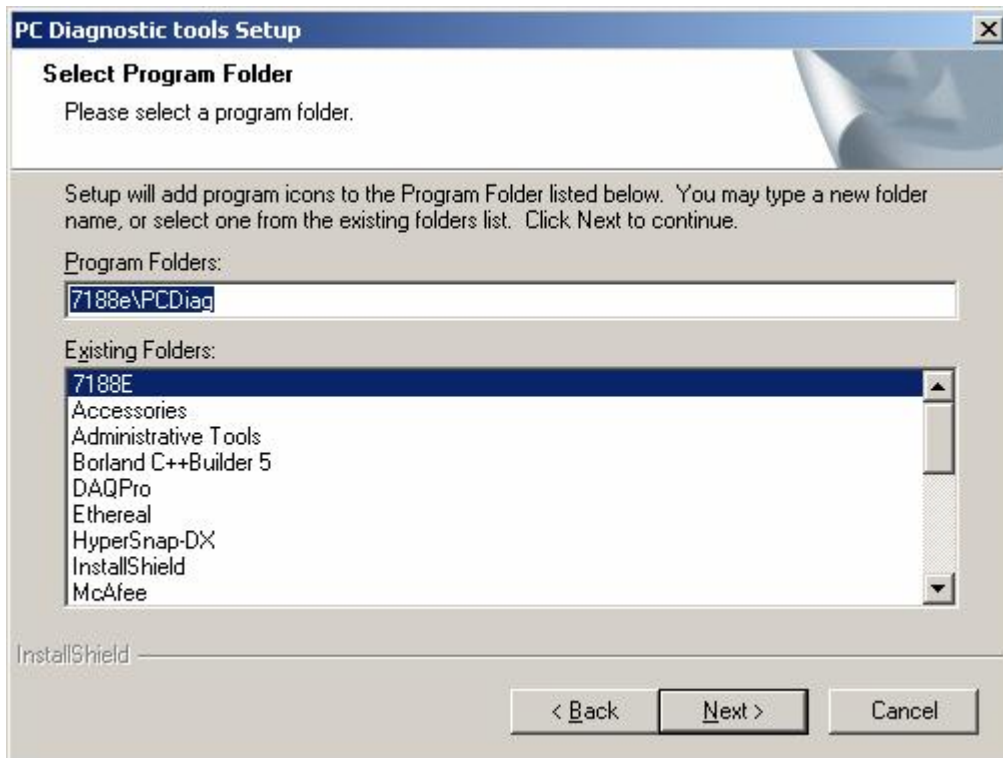 PC Diagnostic tools Setup
Select Program Folder
Please select a program folder.
Setup will add program icons to the Program Folder listed below. You may type a new folder
name, or select one from the existing folders list. Click Next to continue.
Program Folders:
7188e\PCDiag
Existing Folders:
7188E
Accessories
Administrative Tools
Borland C++Builder 5
DAQPro
Ethereal
HyperSnap-DX
InstallShield
McAfee
InstallShield
< Back Next > Cancel